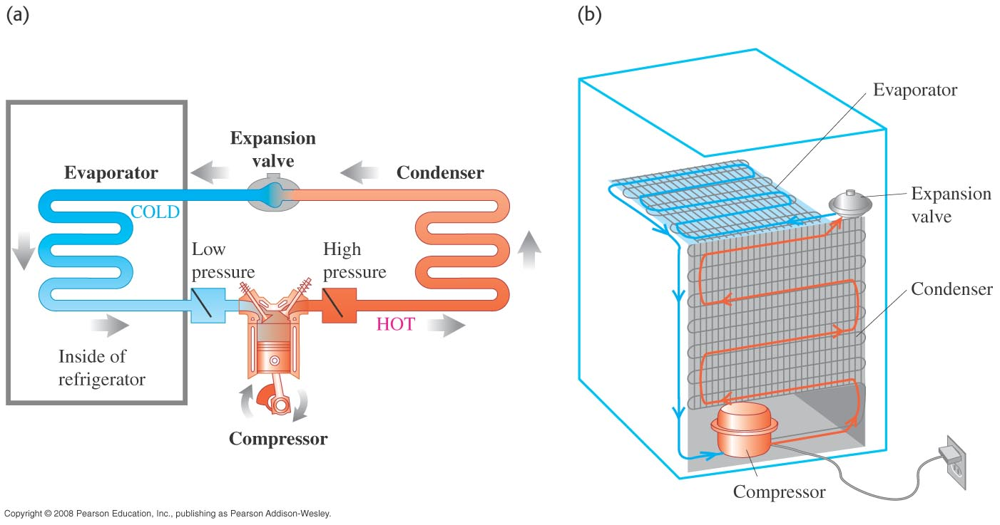 (a)
Expansion
valve
Evaporator
Condenser
COLD
Low
pressure
High
pressure
HOT
Inside of
refrigerator
Compressor
(b)
Evaporator
Expansion
valve
Condenser
Compressor
Copyright © 2008 Pearson Education, Inc., publishing as Pearson Addison-Wesley.